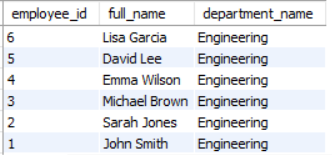 employee_id full_name department_name
6 Lisa Garcia Engineering
5 David Lee Engineering
4 Emma Wilson Engineering
3 Michael Brown Engineering
2 Sarah Jones Engineering
1 John Smith Engineering